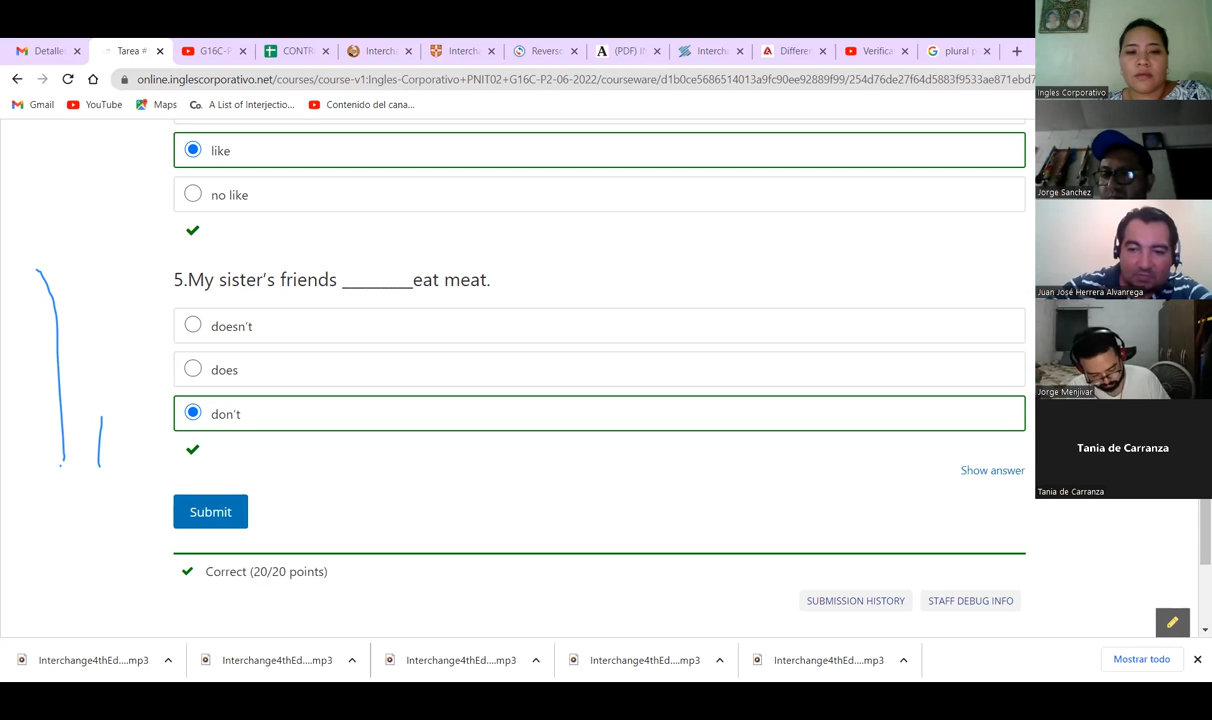 Detalles
Tarea #
G16C-P
CONTR
Interch
Interch
Reverso
(PDF) IN
Interch
Differen
Verifica
plural p
online.inglescorporativo.net/courses/course-v1:Ingles-Corporativo+PNIT02+G16C-P2-06-2022/courseware/d1b0ce5686514013a9fc90ee92889f99/254d76de27f64d5883f9533ae871ebd7
Gmail
YouTube
Maps
A List of Interjectio...
Contenido del cana...
like
no like
5.My sister’s friends ________eat meat.
doesn’t
does
don’t
Show answer
Submit
Correct (20/20 points)
SUBMISSION HISTORY
STAFF DEBUG INFO
Interchange4thEd....mp3
Interchange4thEd....mp3
Interchange4thEd....mp3
Interchange4thEd....mp3
Interchange4thEd....mp3
Mostrar todo
Ingles Corporativo
Jorge Sanchez
Juan José Herrera Alvanrega
Jorge Menjivar
Tania de Carranza
Tania de Carranza